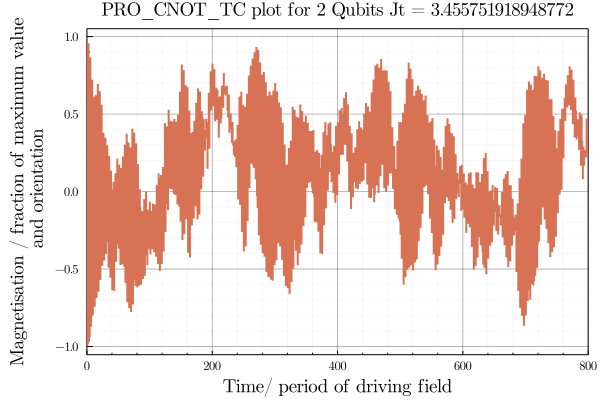 PRO_CNOT_TC plot for 2 Qubits Jt = 3.455751918948772
Magnetisation / fraction of maximum value
and orientation
1.0
0.5
0.0
−0.5
−1.0
0 200 400 600 800
Time/ period of driving field